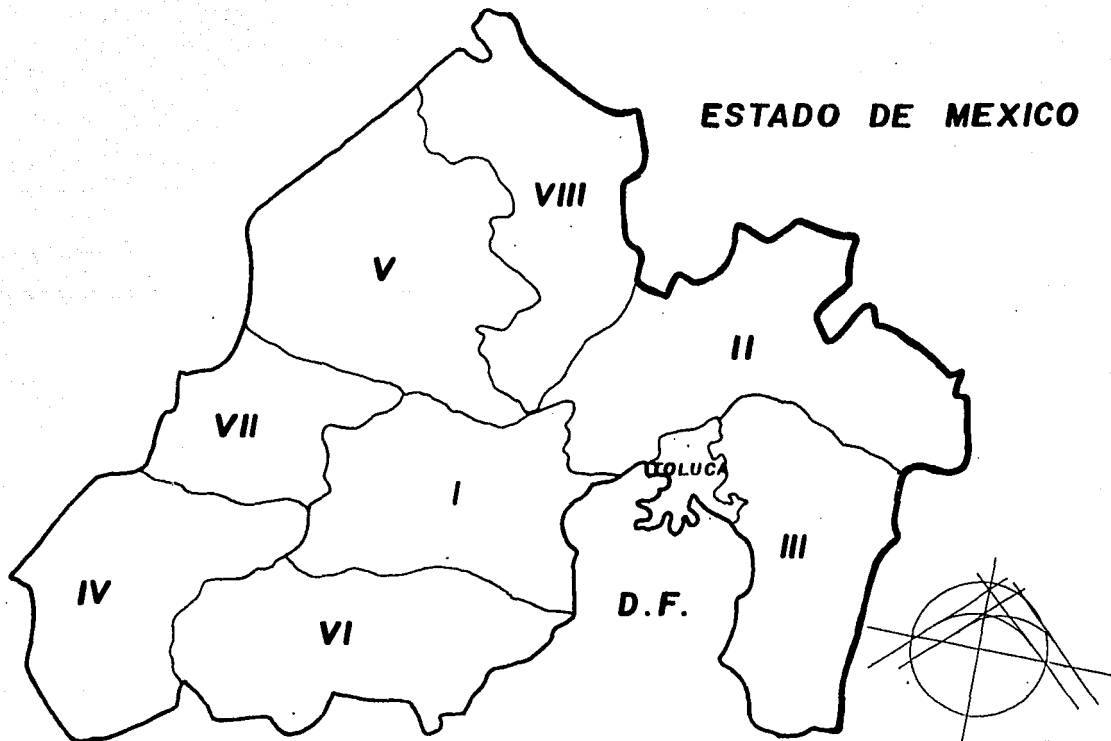 ESTADO DE MEXICO
VIII
V
II
VII
TOLUCA
I
III
IV
D.F.
VI